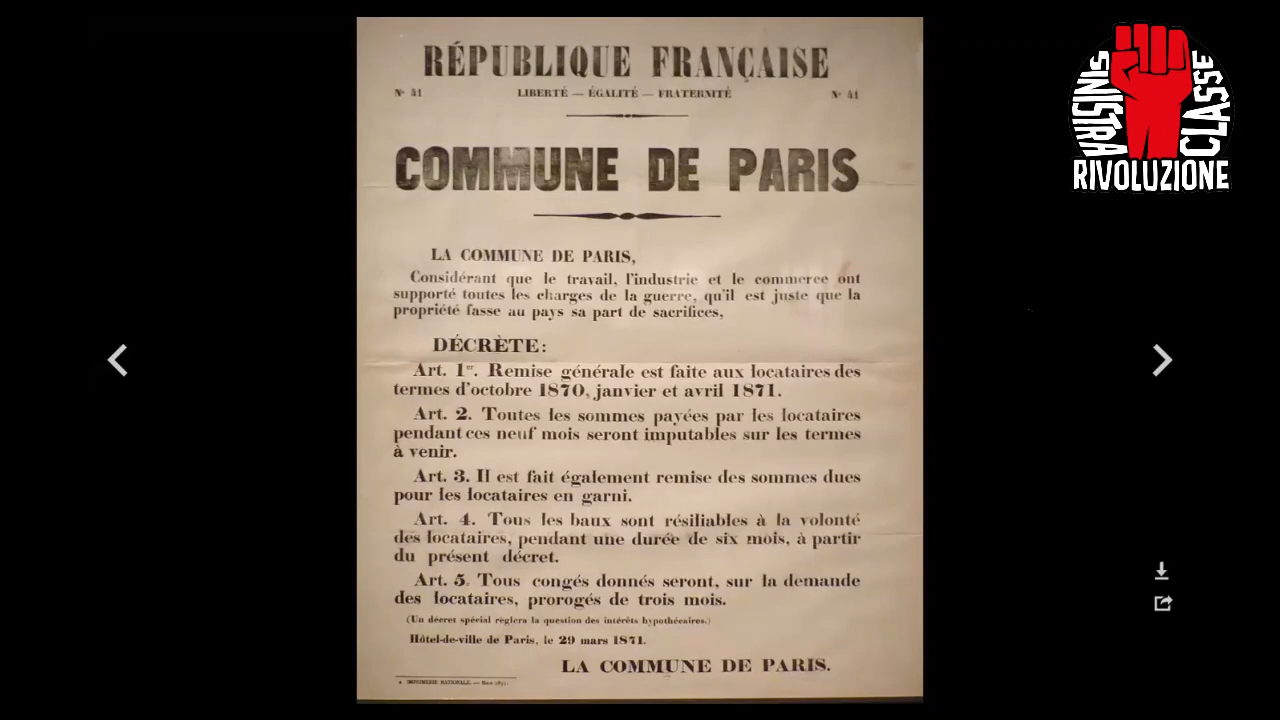 RÉPUBLIQUE FRANÇAISE
N° 41 LIBERTÉ — ÉGALITÉ — FRATERNITÉ N° 41
COMMUNE DE PARIS
LA COMMUNE DE PARIS,
Considérant que le travail, l'industrie et le commerce ont
supporté toutes les charges de la guerre, qu'il est juste que la
propriété fasse au pays sa part de sacrifices,
DÉCRÈTE:
Art. 1er. Remise générale est faite aux locataires des
termes d'octobre 1870, janvier et avril 1871.
Art. 2. Toutes les sommes payées par les locataires
pendant ces neuf mois seront imputables sur les termes
à venir.
Art. 3. Il est fait également remise des sommes dues
pour les locataires en garni.
Art. 4. Tous les baux sont résiliables à la volonté
des locataires, pendant une durée de six mois, à partir
du présent décret.
Art. 5. Tous congés donnés seront, sur la demande
des locataires, prorogés de trois mois.
(Un décret spécial règlera la question des intérêts hypothécaires.)
Hôtel-de-ville de Paris, le 29 mars 1871.
LA COMMUNE DE PARIS.
IMPRIMERIE NATIONALE. — Mars 1871.
SINISTRA
CLASSE
RIVOLUZIONE